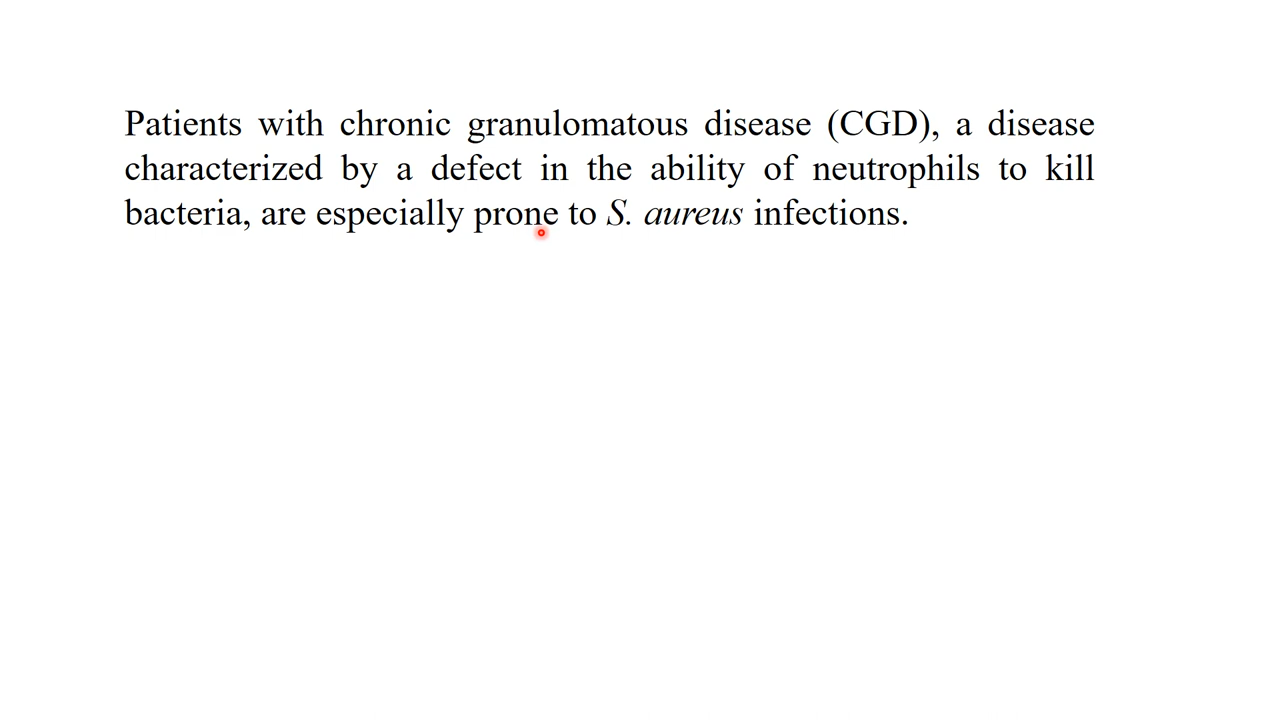 Patients with chronic granulomatous disease (CGD), a disease
characterized by a defect in the ability of neutrophils to kill
bacteria, are especially prone to S. aureus infections.